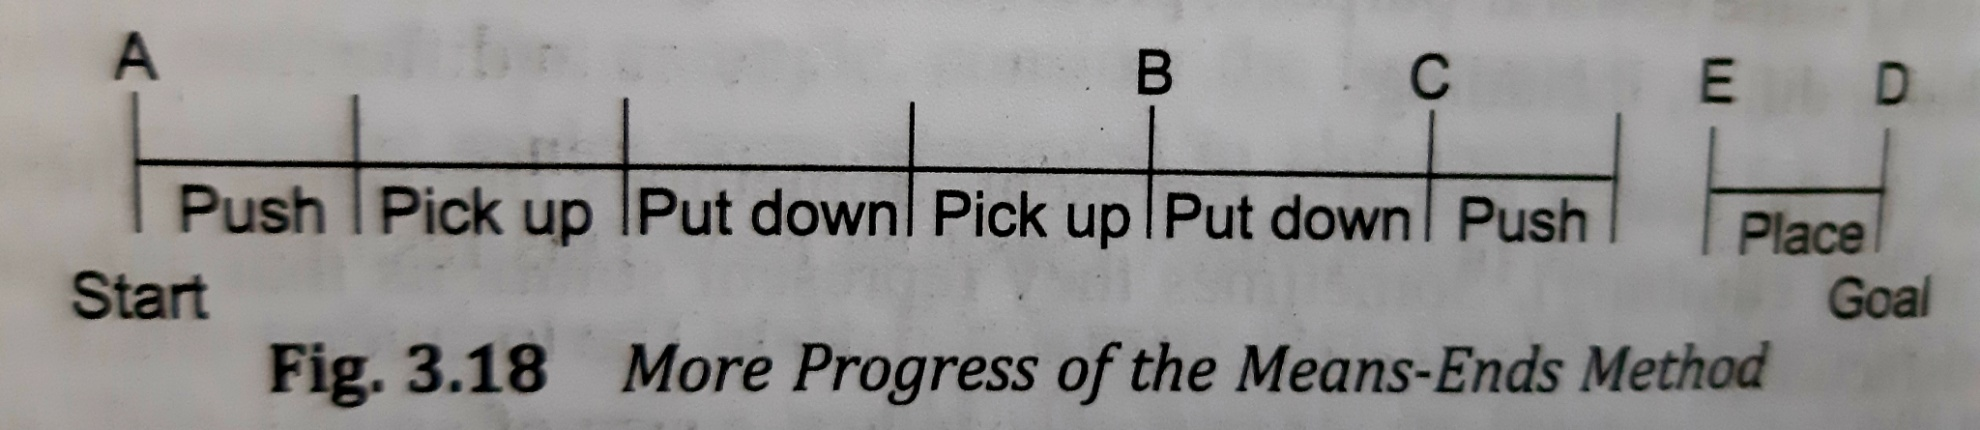 A B C E D
Push Pick up Put down Pick up Put down Push Place
Start Goal
Fig. 3.18 More Progress of the Means-Ends Method